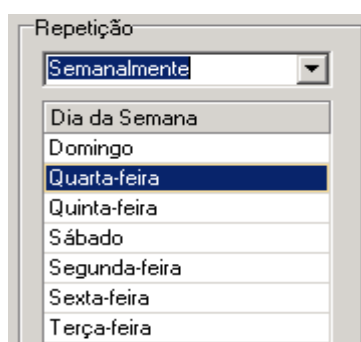 Repetição
Semanalmente
Dia da Semana
Domingo
Quarta-feira
Quinta-feira
Sábado
Segunda-feira
Sexta-feira
Terça-feira